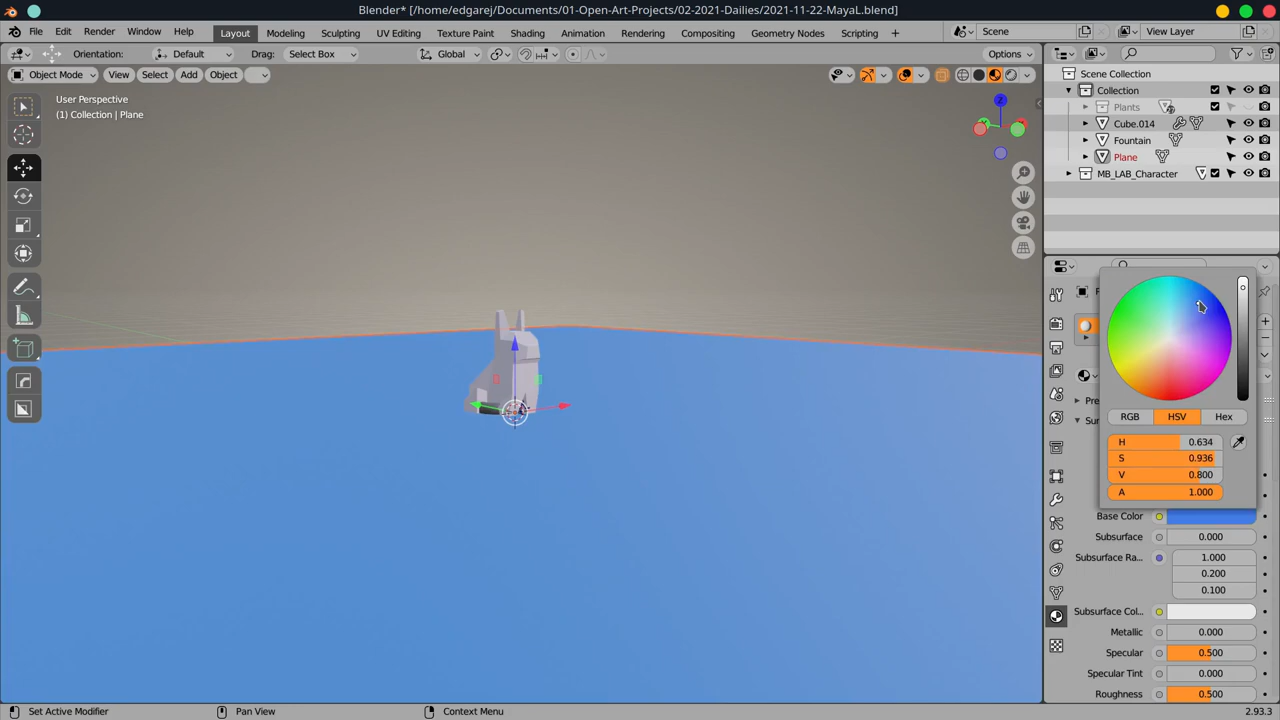 Blender* [/home/edgarej/Documents/01-Open-Art-Projects/02-2021-Dailies/2021-11-22-MayaL.blend]
File Edit Render Window Help Layout Modeling Sculpting UV Editing Texture Paint Shading Animation Rendering Compositing Geometry Nodes Scripting Scene View Layer
Orientation: Default Drag: Select Box Global Options
Object Mode View Select Add Object
User Perspective
(1) Collection | Plane
Z
Scene Collection
Collection
Plants
Cube.014
Fountain
Plane
MB_LAB_Character
RGB HSV Hex
H 0.634
S 0.936
V 0.800
A 1.000
Base Color
Subsurface 0.000
Subsurface Ra... 1.000
0.200
0.100
Subsurface Col...
Metallic 0.000
Specular 0.500
Specular Tint 0.000
Roughness 0.500
Set Active Modifier Pan View Context Menu 2.93.3